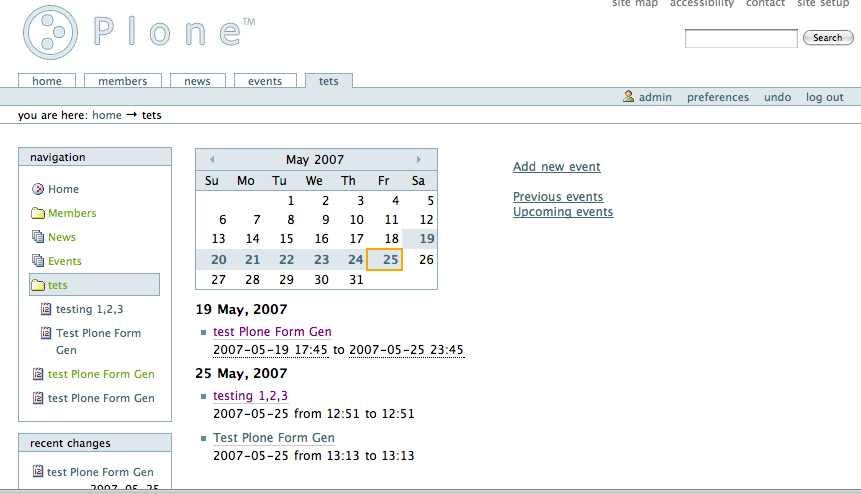 site map accessibility contact site setup
Plone™
Search
home members news events tets
admin preferences undo log out
you are here: home → tets
navigation
Home
Members
News
Events
tets
testing 1,2,3
Test Plone Form
Gen
test Plone Form Gen
test Plone Form Gen
recent changes
test Plone Form Gen
2007-05-25
May 2007
Su Mo Tu We Th Fr Sa
1 2 3 4 5
6 7 8 9 10 11 12
13 14 15 16 17 18 19
20 21 22 23 24 25 26
27 28 29 30 31
19 May, 2007
test Plone Form Gen
2007-05-19 17:45 to 2007-05-25 23:45
25 May, 2007
testing 1,2,3
2007-05-25 from 12:51 to 12:51
Test Plone Form Gen
2007-05-25 from 13:13 to 13:13
Add new event
Previous events
Upcoming events